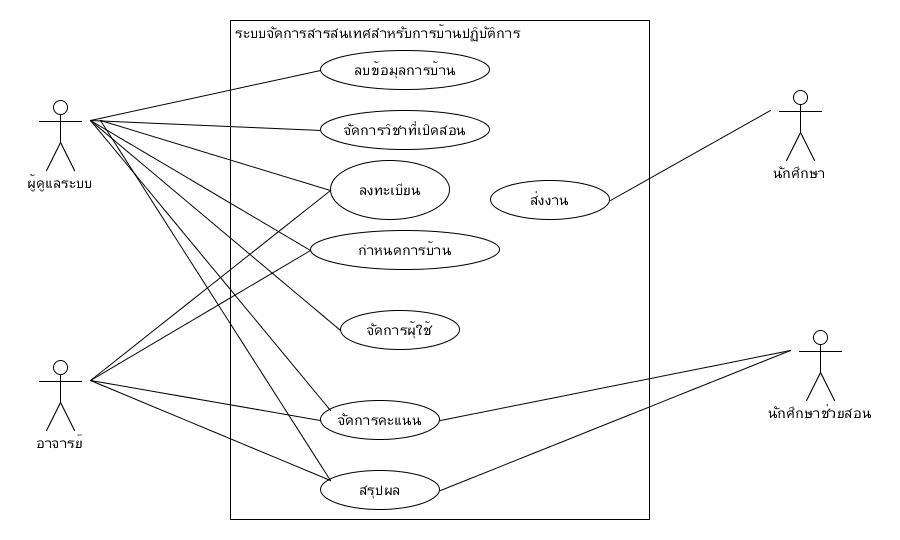 ระบบจัดการสารสนเทศสำหรับการบ้านปฏิบัติการ
ลบข้อมุลการบ้าน
จัดการวิชาที่เปิดสอน
ผู้ดูแลระบบ
นักศึกษา
ลงทะเบียน
ส่งงาน
กำหนดการบ้าน
จัดการผุ้ใช้
อาจารย์
จัดการคะแนน
นักศึกษาช่วยสอน
สรุปผล